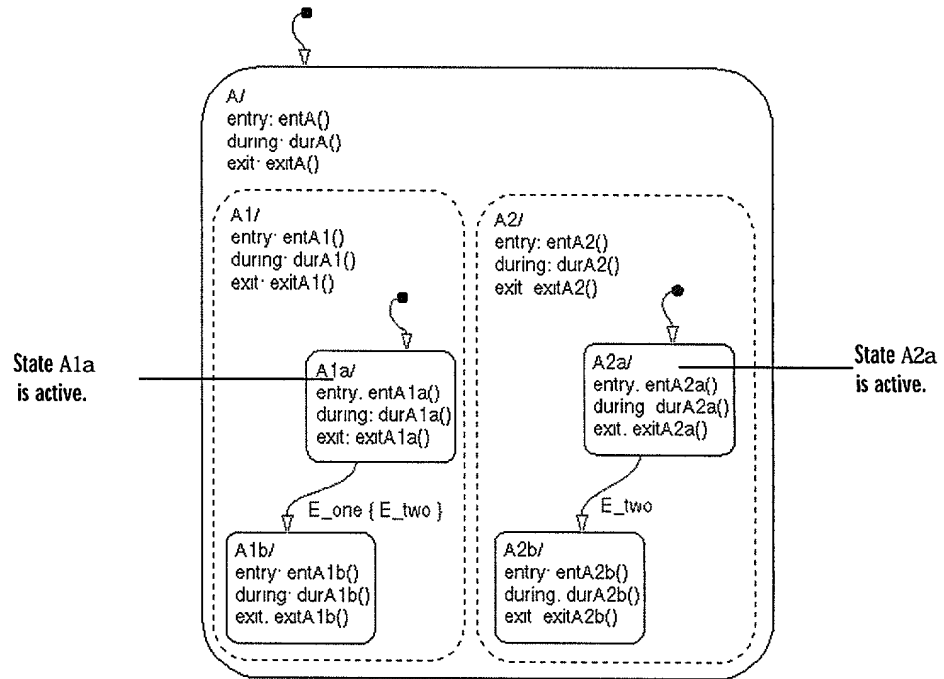 A/
entry: entA()
during: durA()
exit: exitA()
A1/
entry: entA1()
during: durA1()
exit: exitA1()
A2/
entry: entA2()
during: durA2()
exit exitA2()
State A1a
is active.
A1a/
entry. entA1a()
during: durA1a()
exit: exitA1a()
A2a/
entry. entA2a()
during durA2a()
exit. exitA2a()
State A2a
is active.
E_one { E_two }
E_two
A1b/
entry: entA1b()
during: durA1b()
exit. exitA1b()
A2b/
entry: entA2b()
during. durA2b()
exit exitA2b()